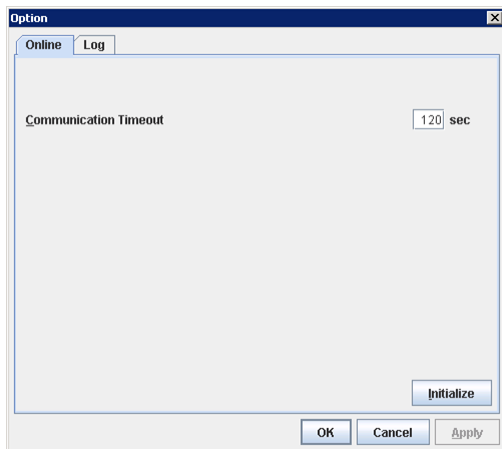 Option
Online Log
Communication Timeout 120 sec
Initialize
OK Cancel Apply